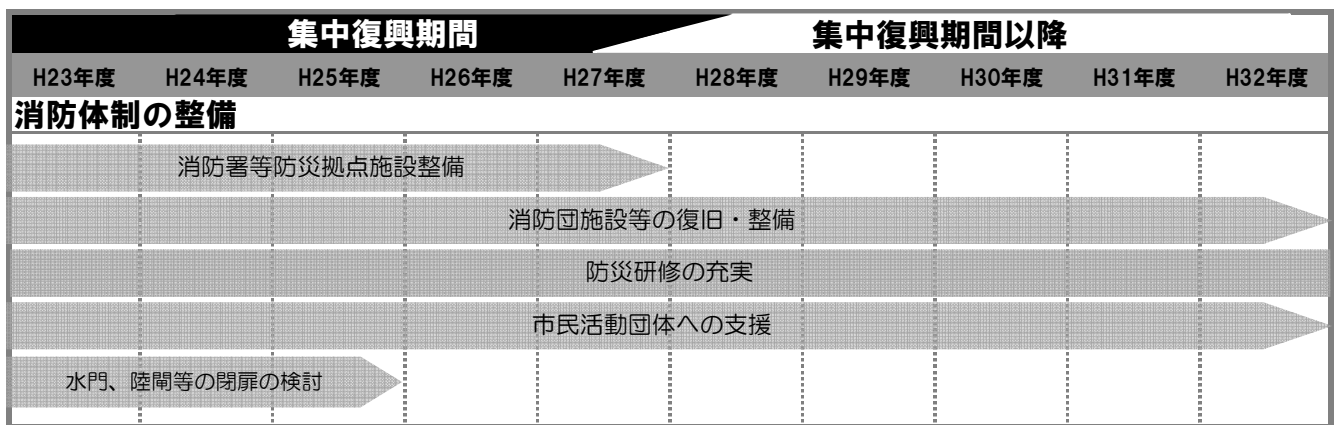 集中復興期間 集中復興期間以降
H23年度 H24年度 H25年度 H26年度 H27年度 H28年度 H29年度 H30年度 H31年度 H32年度
消防体制の整備
消防署等防災拠点施設整備
消防団施設等の復旧・整備
防災研修の充実
市民活動団体への支援
水門、陸閘等の閉扉の検討